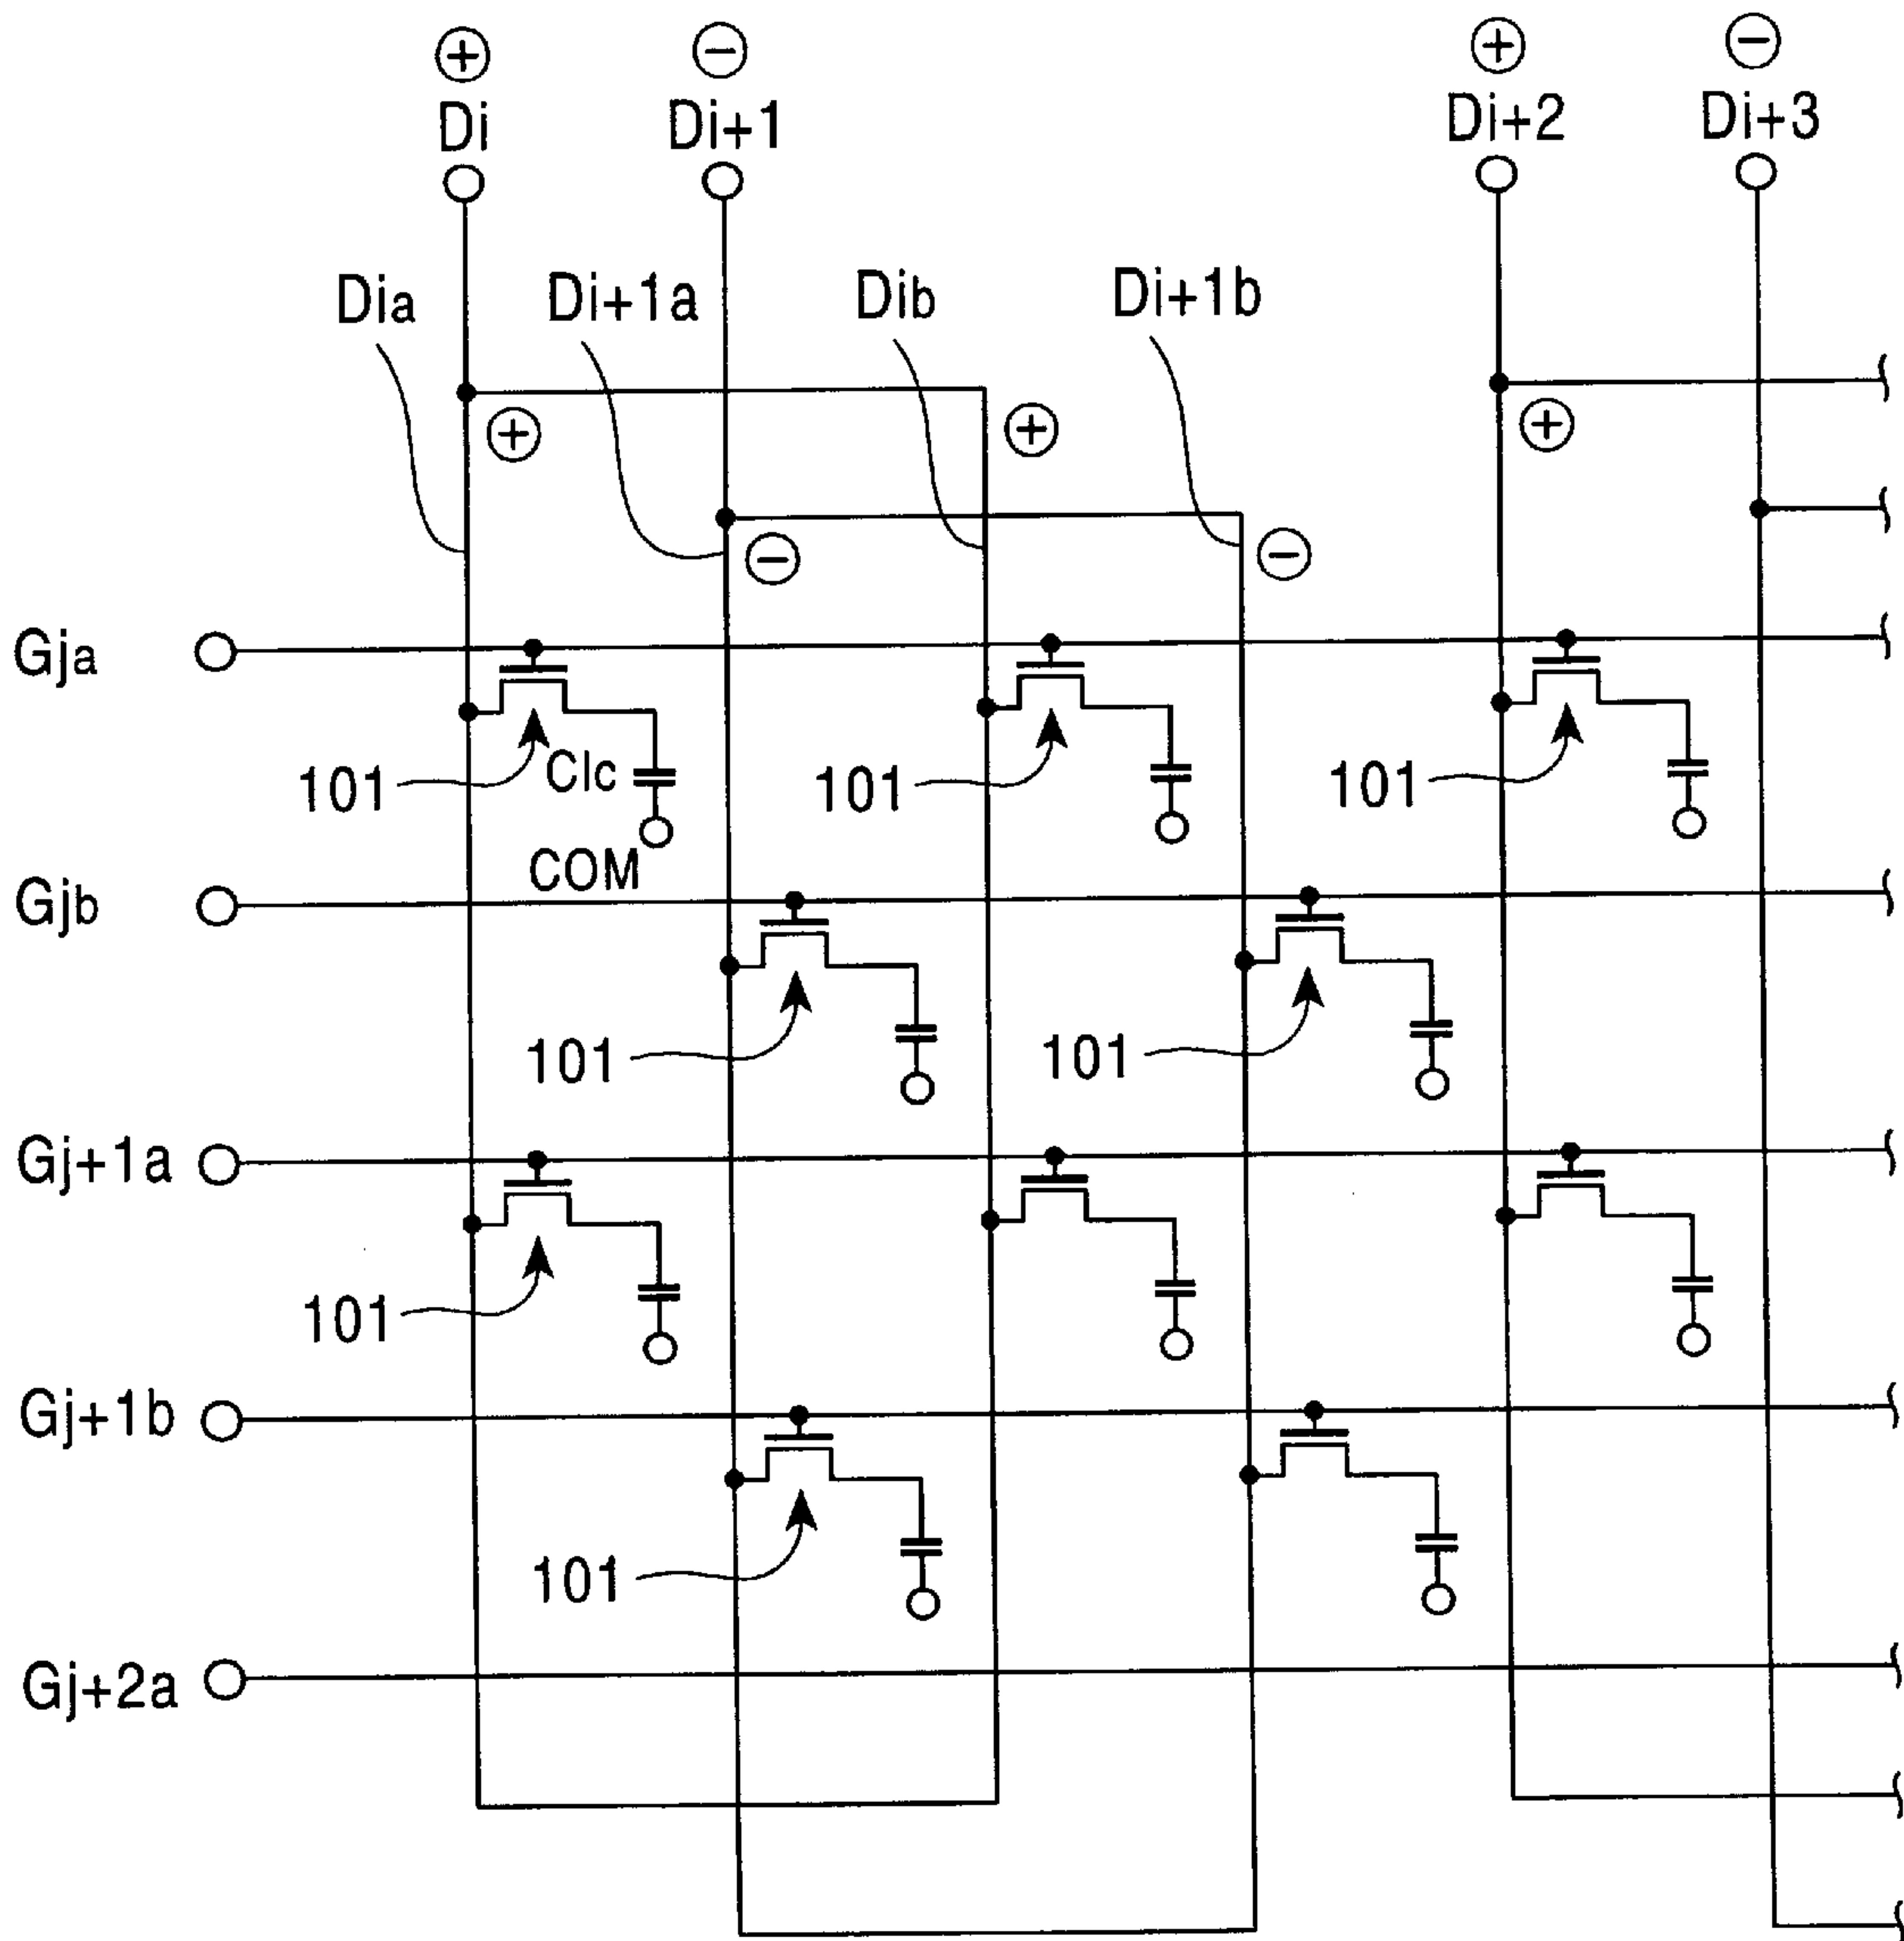 ⊕ ⊖ ⊕ ⊖
Di Di+1 Di+2 Di+3
Dia Di+1a Dib Di+1b
⊕ ⊕ ⊕
⊖ ⊖
Gja
101 Clc 101 101
COM
Gjb
101 101
Gj+1a
101
Gj+1b
101
Gj+2a